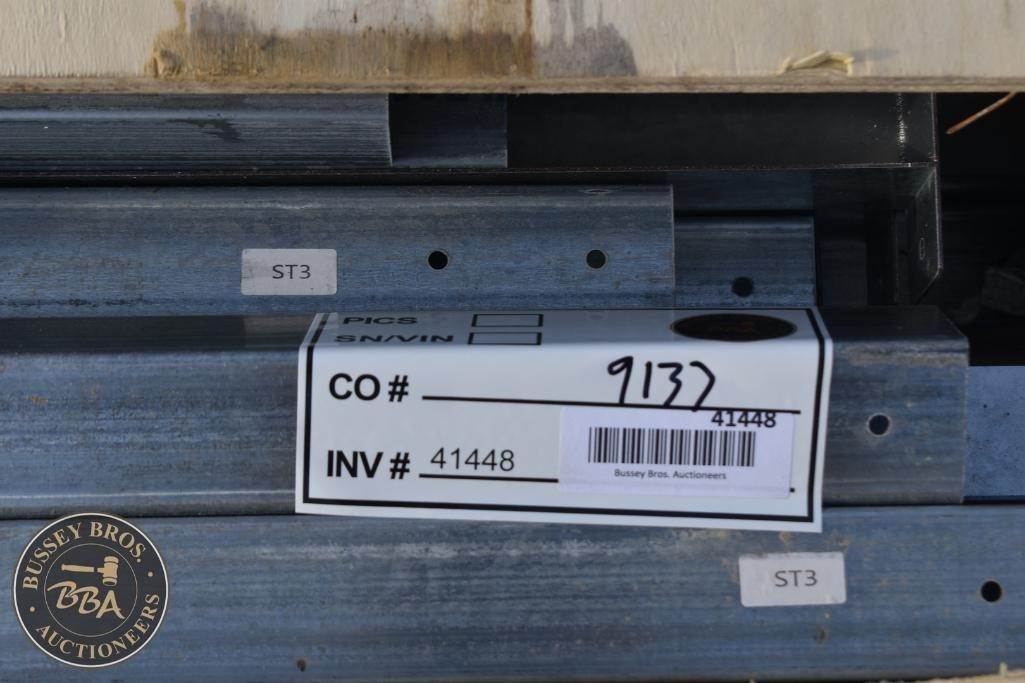 ST3
PICS
SN/VIN
CO # 9137
41448
INV # 41448
Bussey Bros. Auctioneers
ST3
BUSSEY BROS.
BBA
AUCTIONEERS